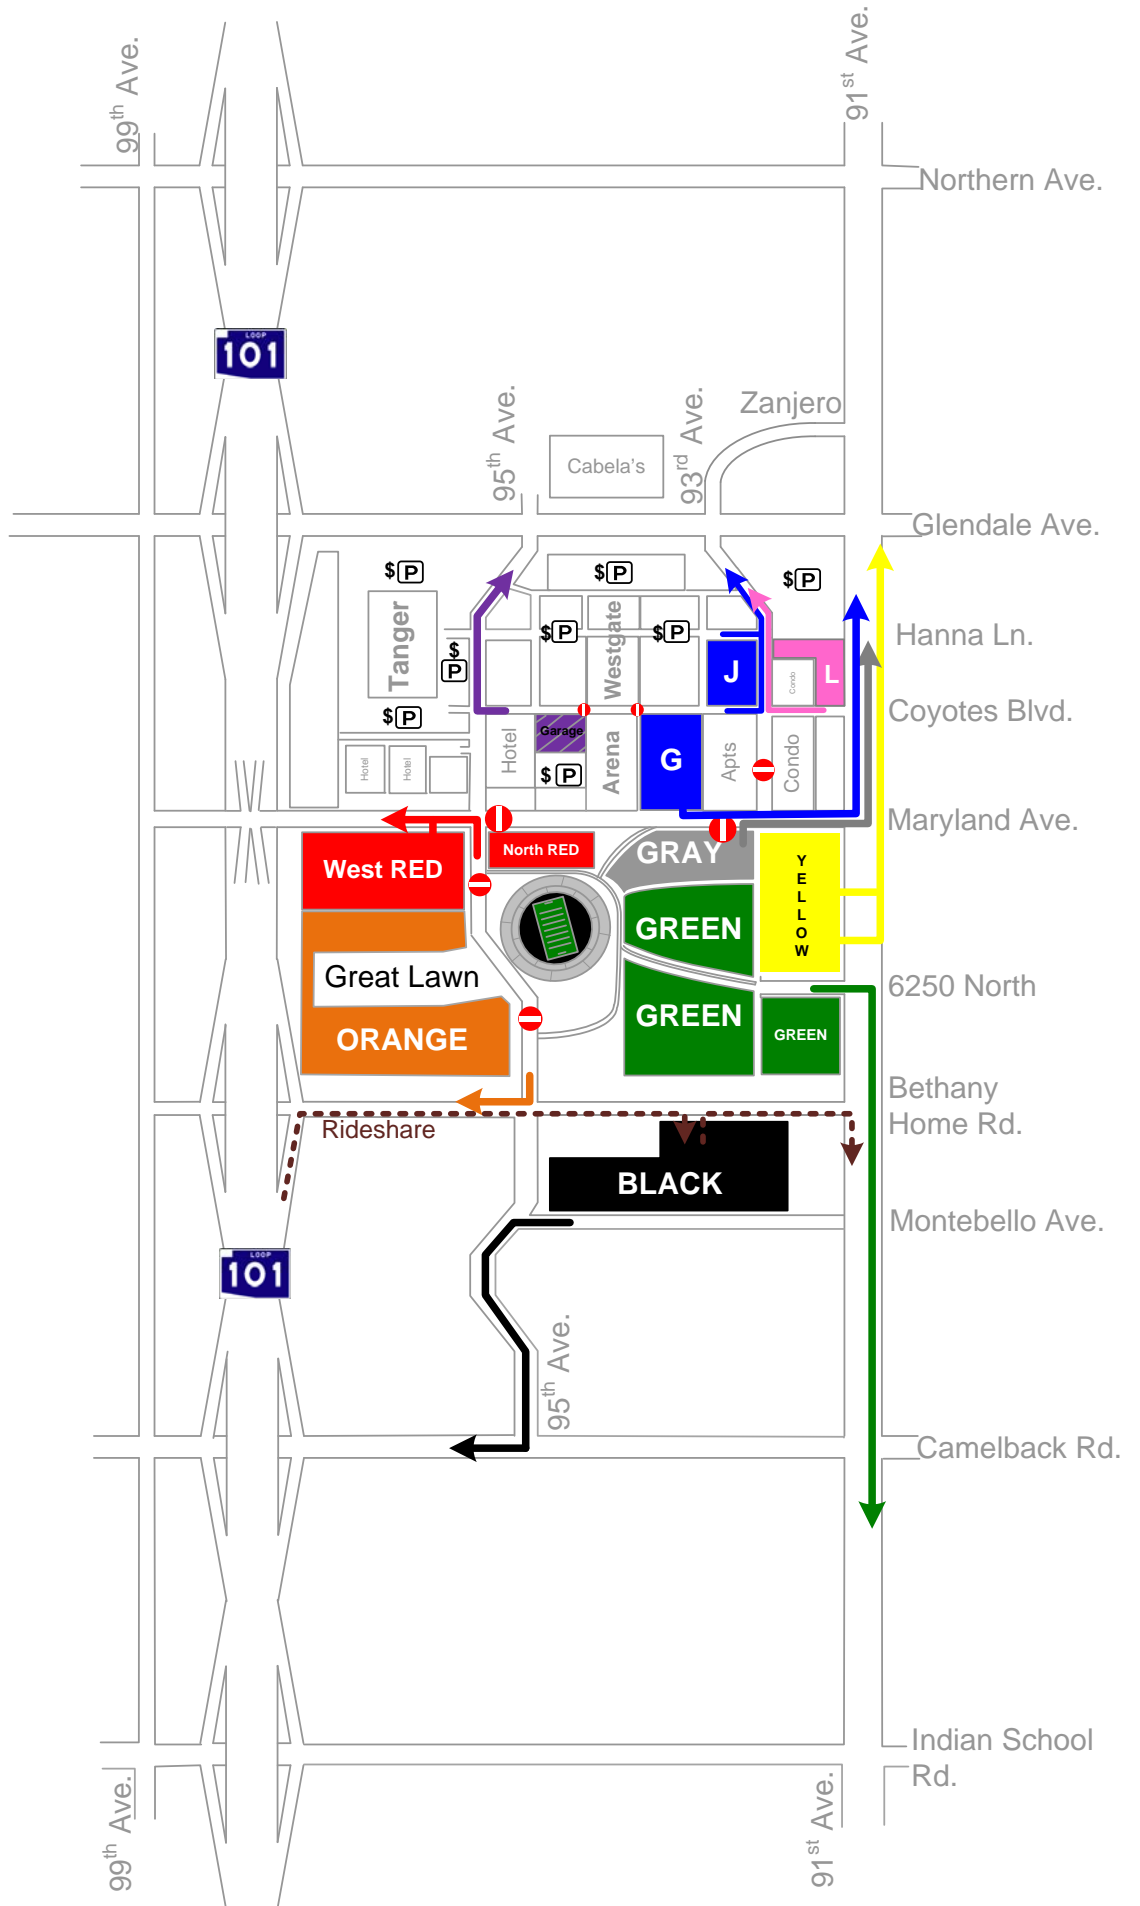 99th Ave.
91st Ave.
Northern Ave.
LOOP
101
95th Ave.
93rd Ave.
Zanjero
Cabela's
Glendale Ave.
$ P
$ P
$ P
Tanger
Westgate
$ P
$ P
$
P
Hanna Ln.
J
Condo
L
$ P
Coyotes Blvd.
Garage
Hotel
Hotel
Hotel
$ P
Arena
G
Apts
Condo
Maryland Ave.
West RED
North RED
GRAY
Y
E
L
L
O
W
GREEN
Great Lawn
6250 North
GREEN
GREEN
ORANGE
Bethany
Home Rd.
Rideshare
BLACK
Montebello Ave.
LOOP
101
95th Ave.
Camelback Rd.
Indian School
Rd.
99th Ave.
91st Ave.